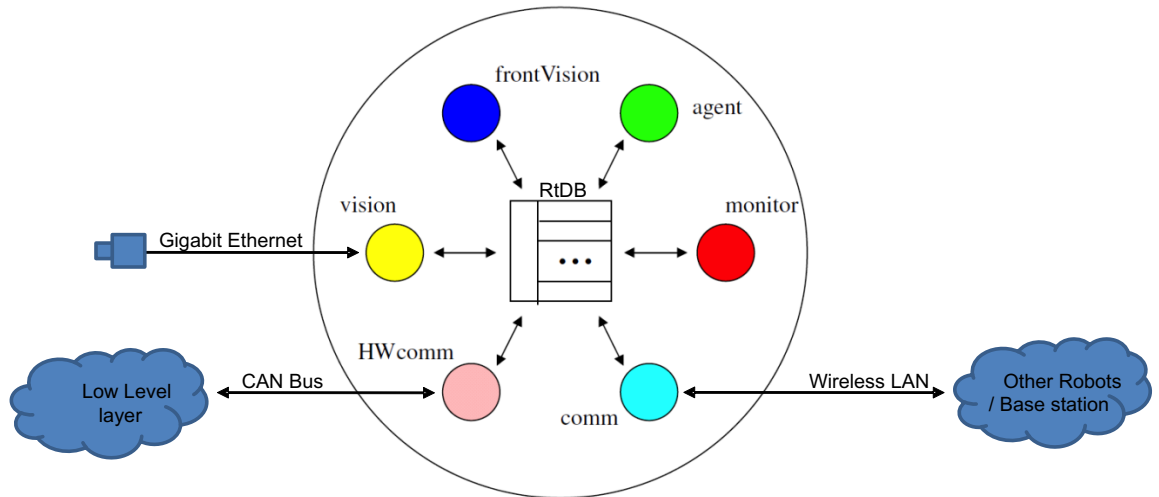 frontVision
agent
RtDB
vision
monitor
Gigabit Ethernet
HWcomm
CAN Bus
Low Level
layer
Wireless LAN
Other Robots
/ Base station
comm